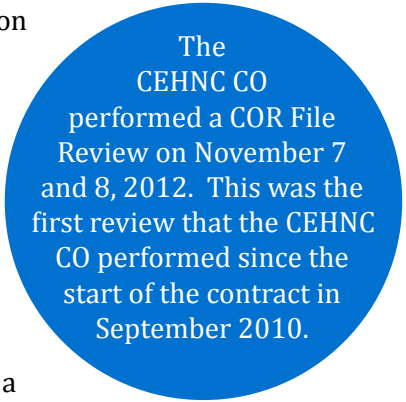 on
The
CEHNC CO
performed a COR File
Review on November 7
and 8, 2012.  This was the
first review that the CEHNC
CO performed since the
start of the contract in
September 2010.
a